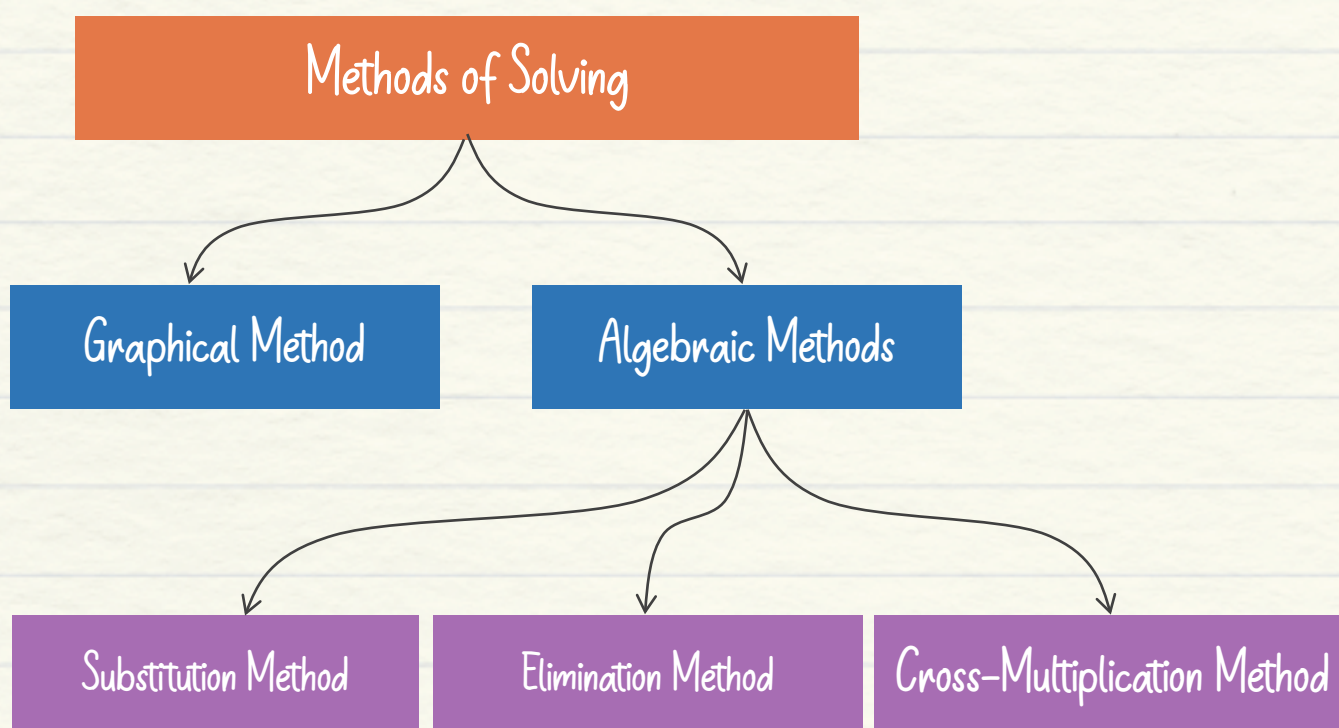 Methods of Solving
Graphical Method
Algebraic Methods
Substitution Method
Elimination Method
Cross-Multiplication Method